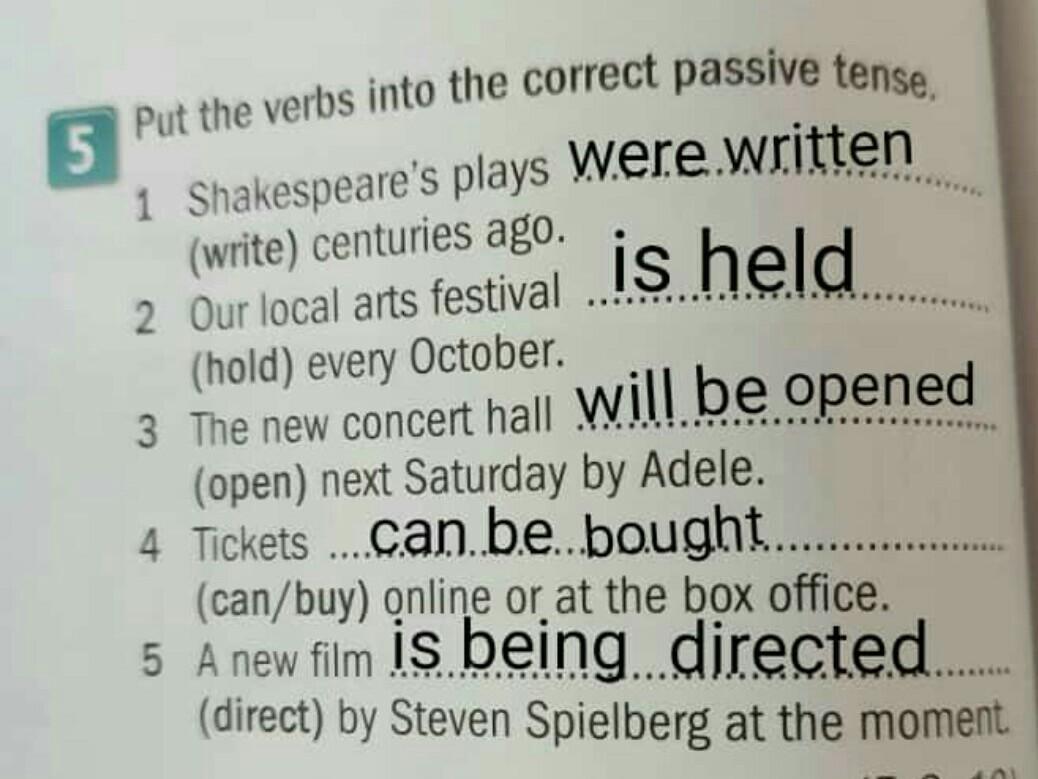 5 Put the verbs into the correct passive tense.
1 Shakespeare's plays were written
(write) centuries ago.
2 Our local arts festival is held
(hold) every October.
3 The new concert hall will be opened
(open) next Saturday by Adele.
4 Tickets ....can be bought................
(can/buy) online or at the box office.
5 A new film is being directed
(direct) by Steven Spielberg at the moment.